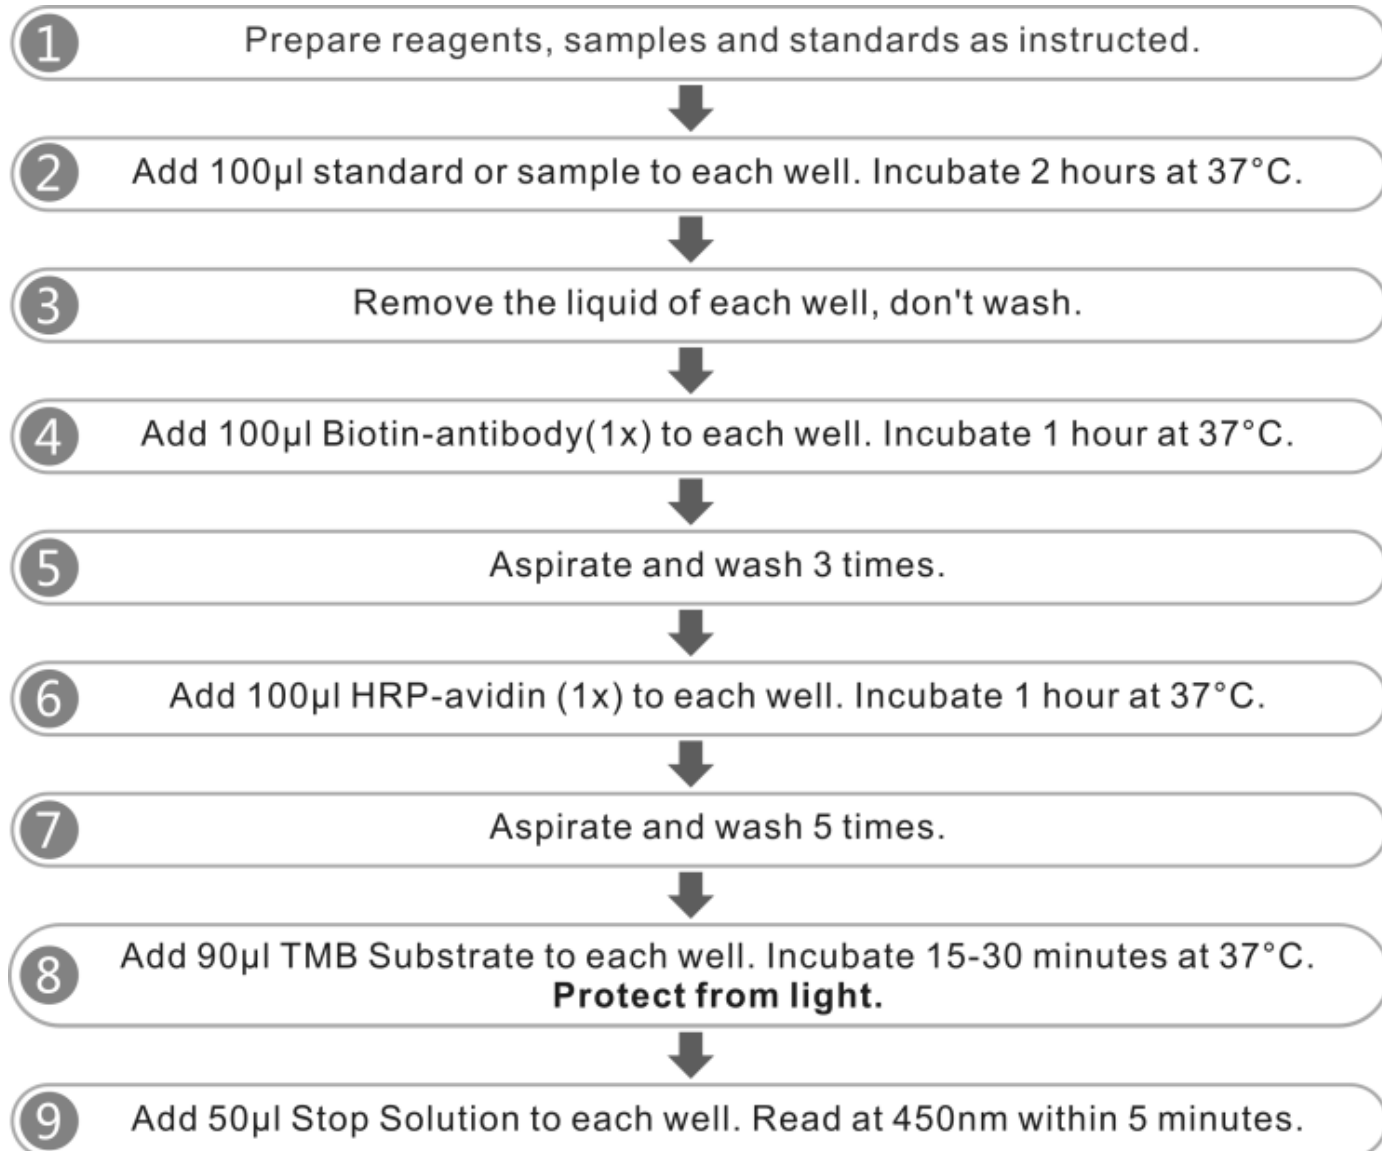 1 Prepare reagents, samples and standards as instructed.
2 Add 100µl standard or sample to each well. Incubate 2 hours at 37°C.
3 Remove the liquid of each well, don't wash.
4 Add 100µl Biotin-antibody(1x) to each well. Incubate 1 hour at 37°C.
5 Aspirate and wash 3 times.
6 Add 100µl HRP-avidin (1x) to each well. Incubate 1 hour at 37°C.
7 Aspirate and wash 5 times.
8 Add 90µl TMB Substrate to each well. Incubate 15-30 minutes at 37°C.
Protect from light.
9 Add 50µl Stop Solution to each well. Read at 450nm within 5 minutes.